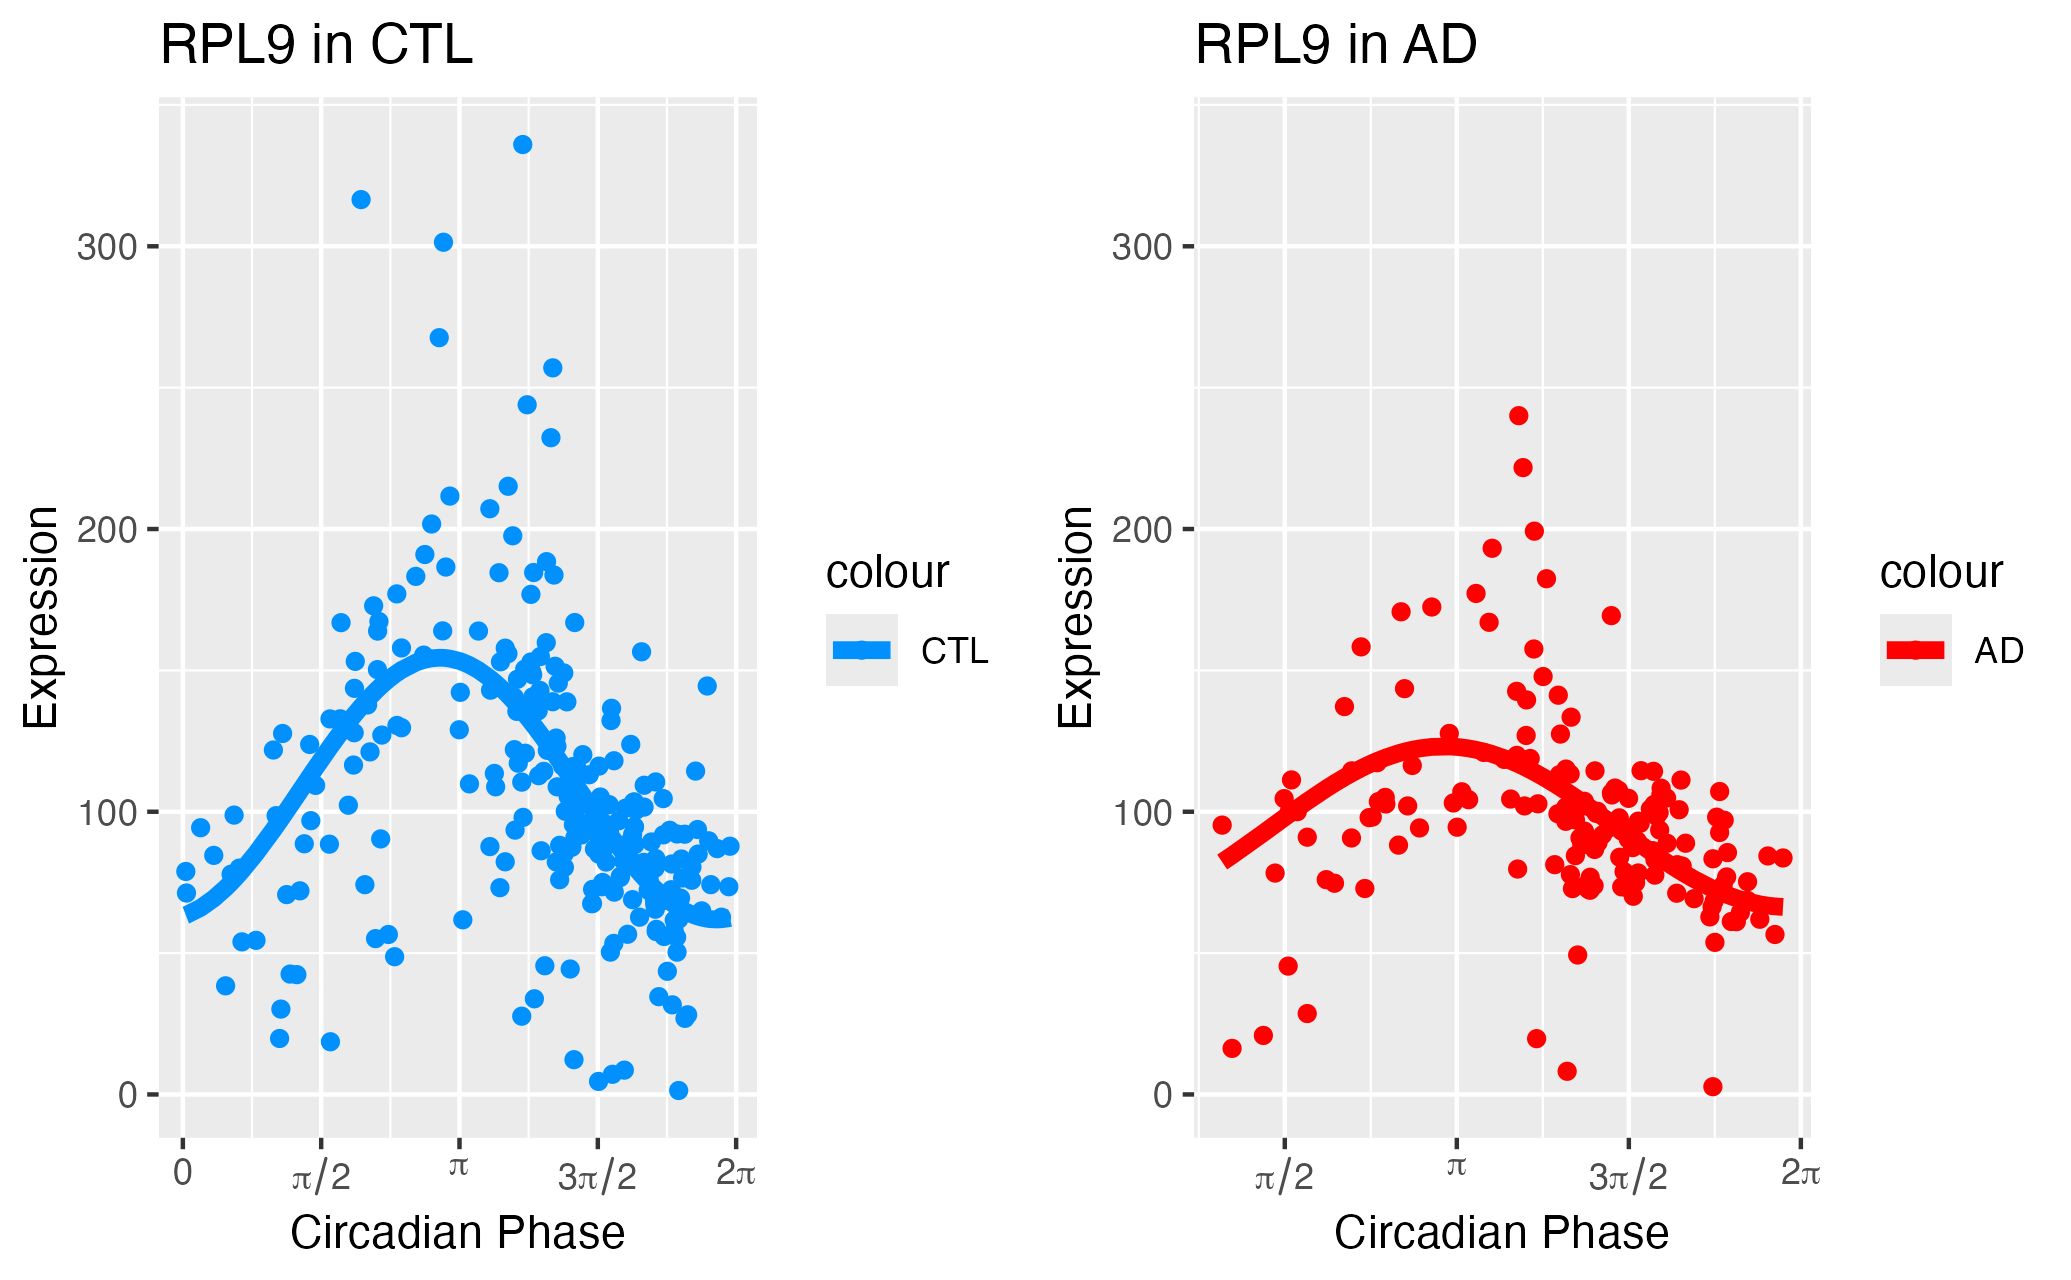 RPL9 in CTL
300
200
100
0
0 π/2 π 3π/2 2π
Circadian Phase
Expression
colour
CTL
RPL9 in AD
300
200
100
0
π/2 π 3π/2 2π
Circadian Phase
Expression
colour
AD